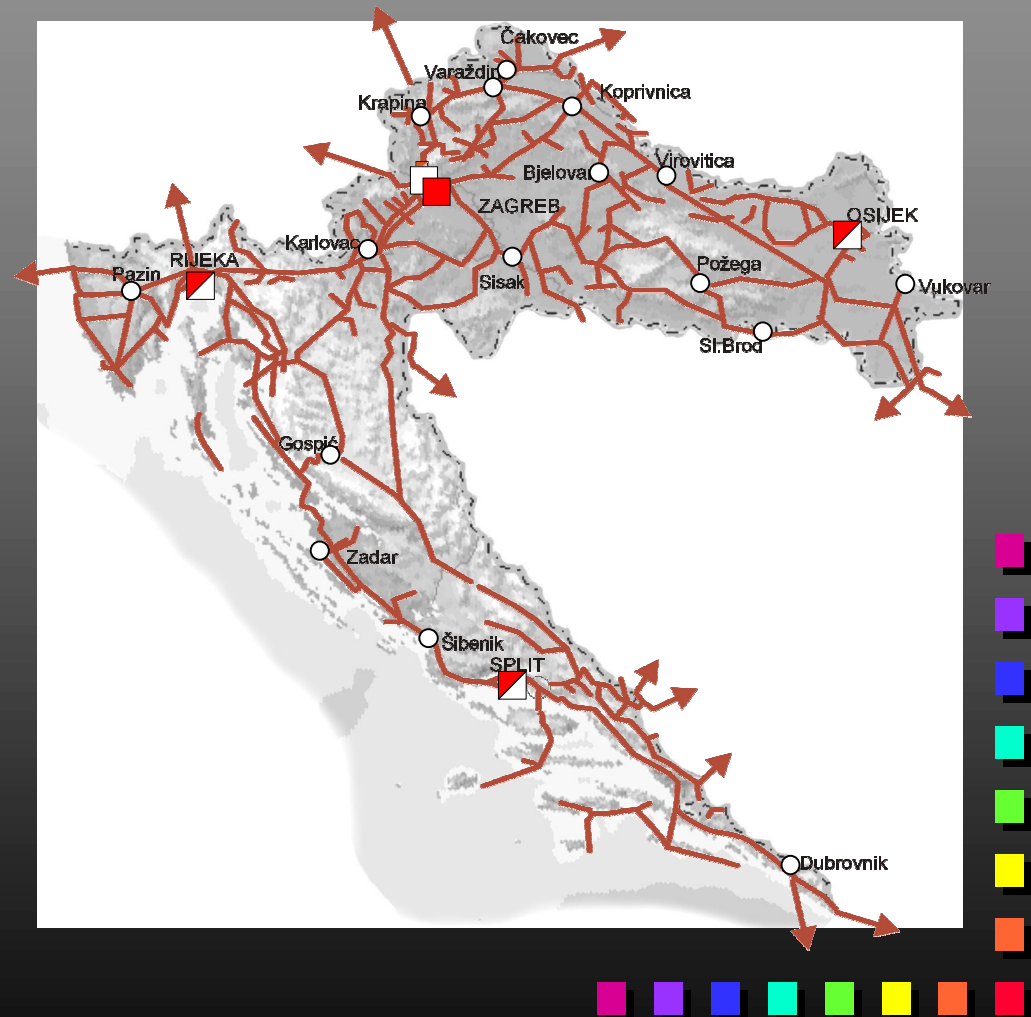 Čakovec
Varaždin
Koprivnica
Krapina
Virovitica
Bjelovar
ZAGREB
OSIJEK
Karlovac
RIJEKA
Pazin
Sisak
Požega
Vukovar
Sl.Brod
Gospić
Zadar
Šibenik
SPLIT
Dubrovnik